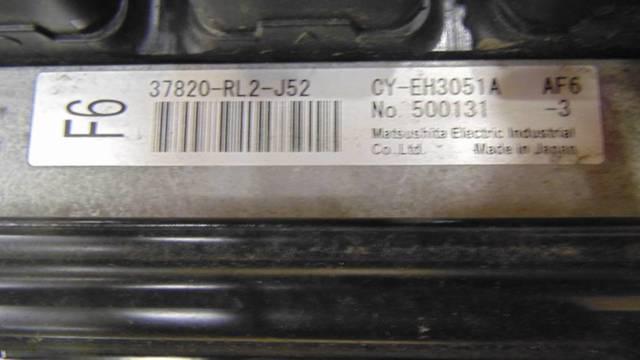 F6
37820-RL2-J52
CY-EH3051A AF6
No. 500131 -3
Matsushita Electric Industrial
Co.Ltd. Made in Japan